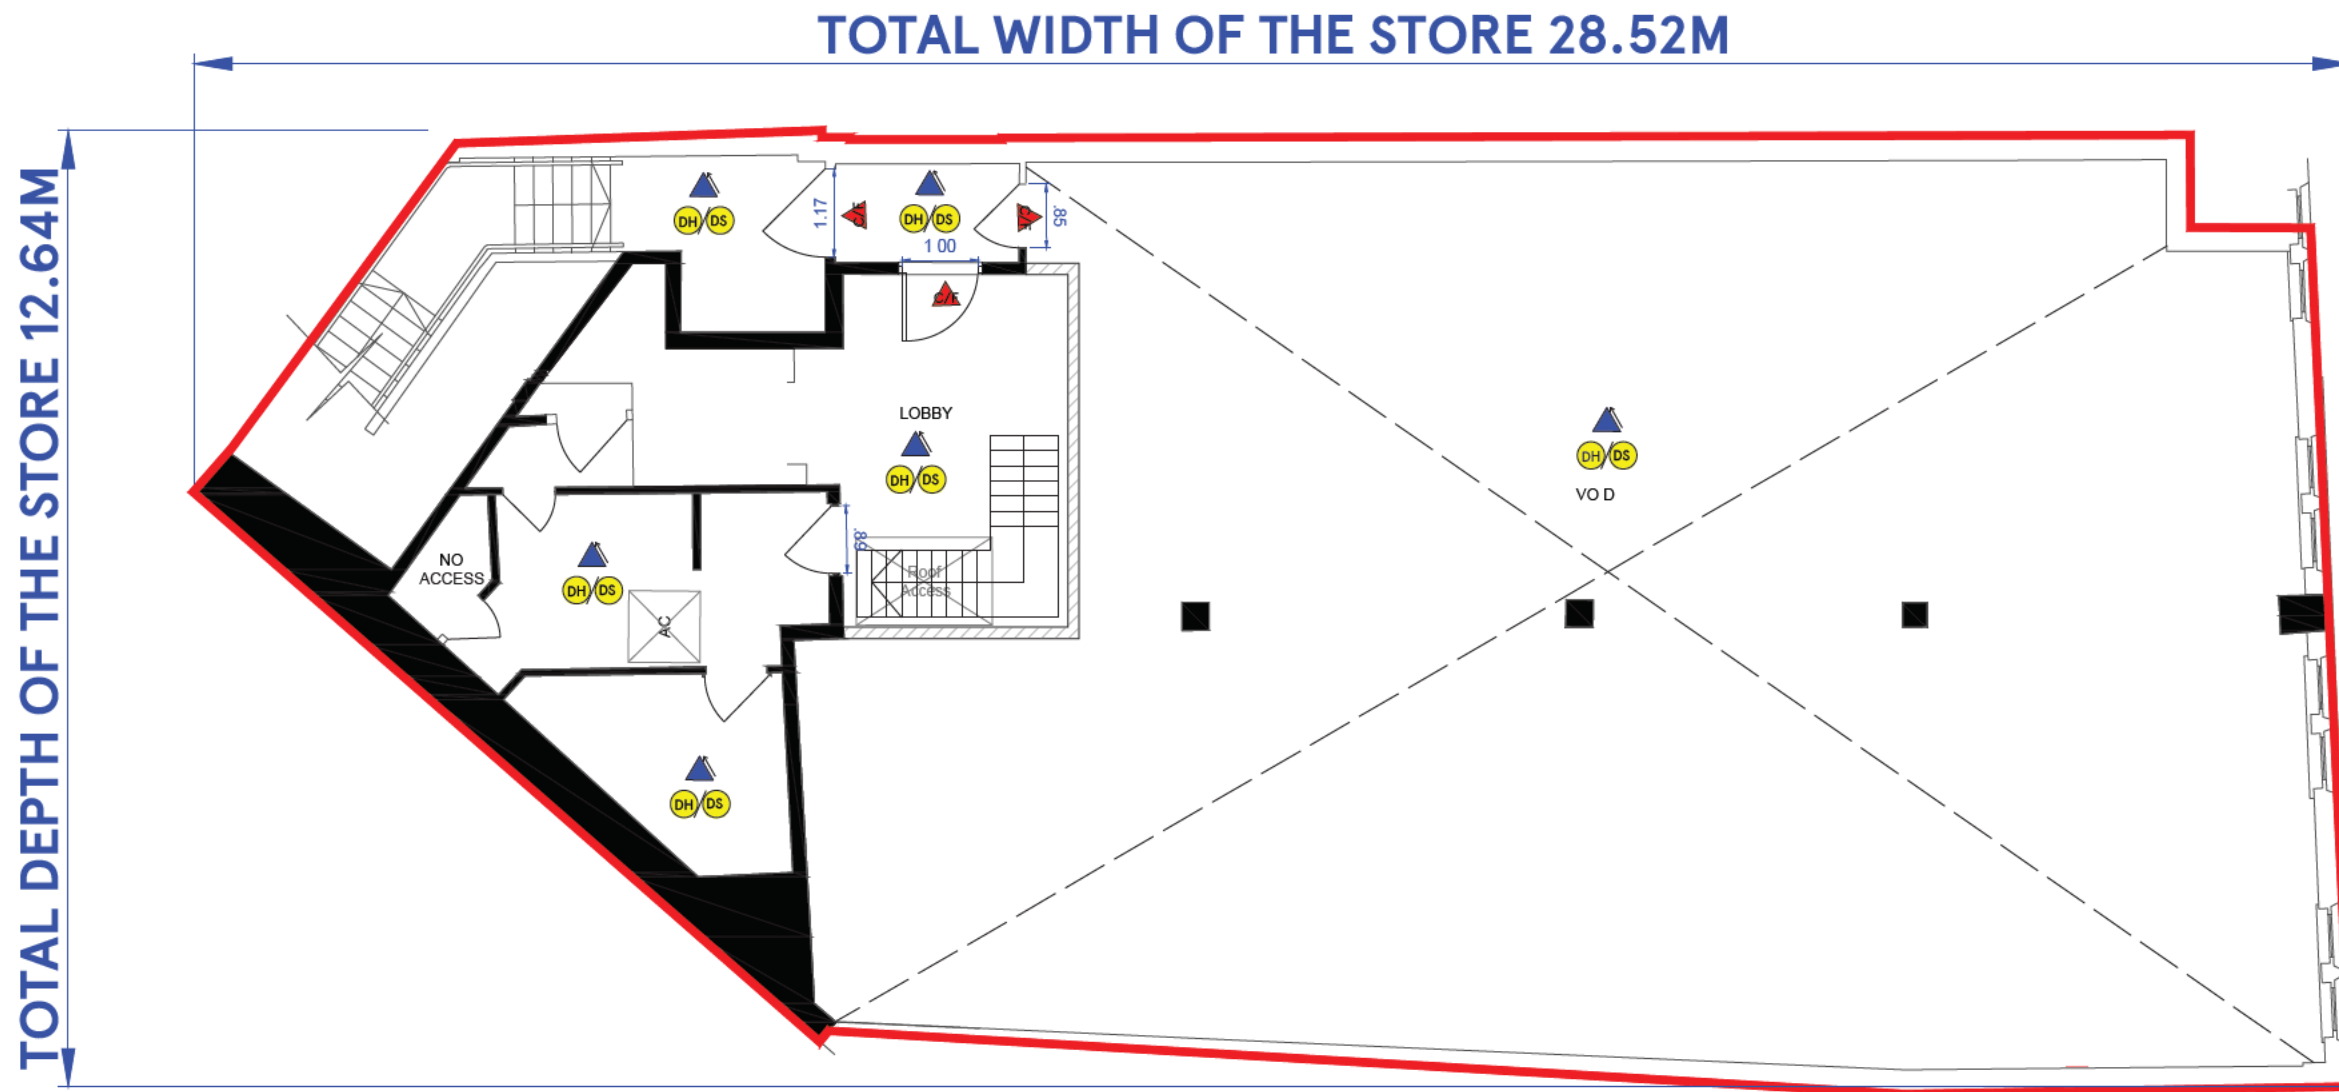 TOTAL WIDTH OF THE STORE 28.52M
TOTAL DEPTH OF THE STORE 12.64M
DH/DS
1.17
C/F
DH/DS
1 00
C/F
.85
C/F
LOBBY
DH/DS
DH/DS
VO D
.89
NO
ACCESS
DH/DS
Roof
Access
AC
DH/DS